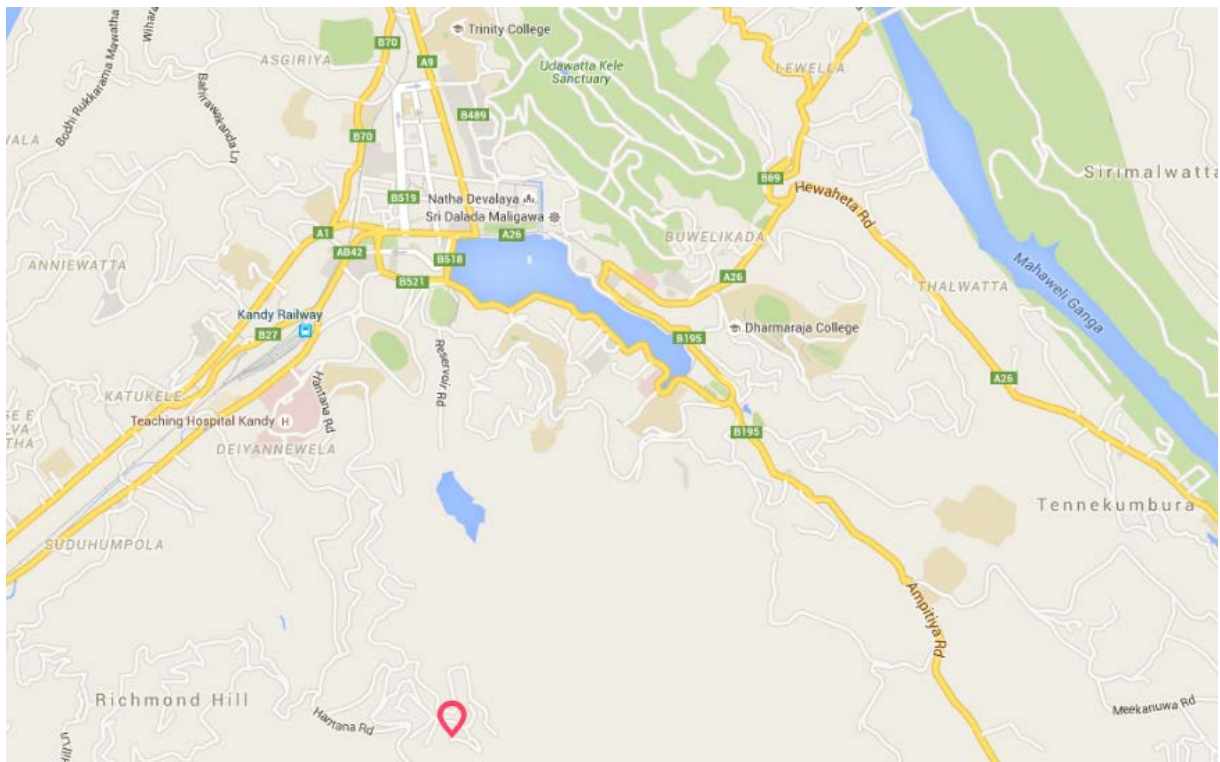 Bodhi Rukkarama Mawatha
Wihara
Bahirawakanda Ln
ASGIRIYA
B70
A9
Trinity College
Udawatta Kele
Sanctuary
LEWELLA
B489
B70
B69
Hewaheta Rd
Sirimalwatta
B519
Natha Devalaya
Sri Dalada Maligawa
A1
A26
BUWELIKADA
AB42
B518
ANNIEWATTA
B521
A26
THALWATTA
Mahaweli Ganga
Kandy Railway
B27
Dharmaraja College
B195
Reservoir Rd
A26
KATUKELE
Hantana Rd
Teaching Hospital Kandy
H
B195
DEIYANNEWELA
Tennekumbura
SUDUHUMPOLA
Ampitiya Rd
Richmond Hill
Hantana Rd
Meekanuwa Rd